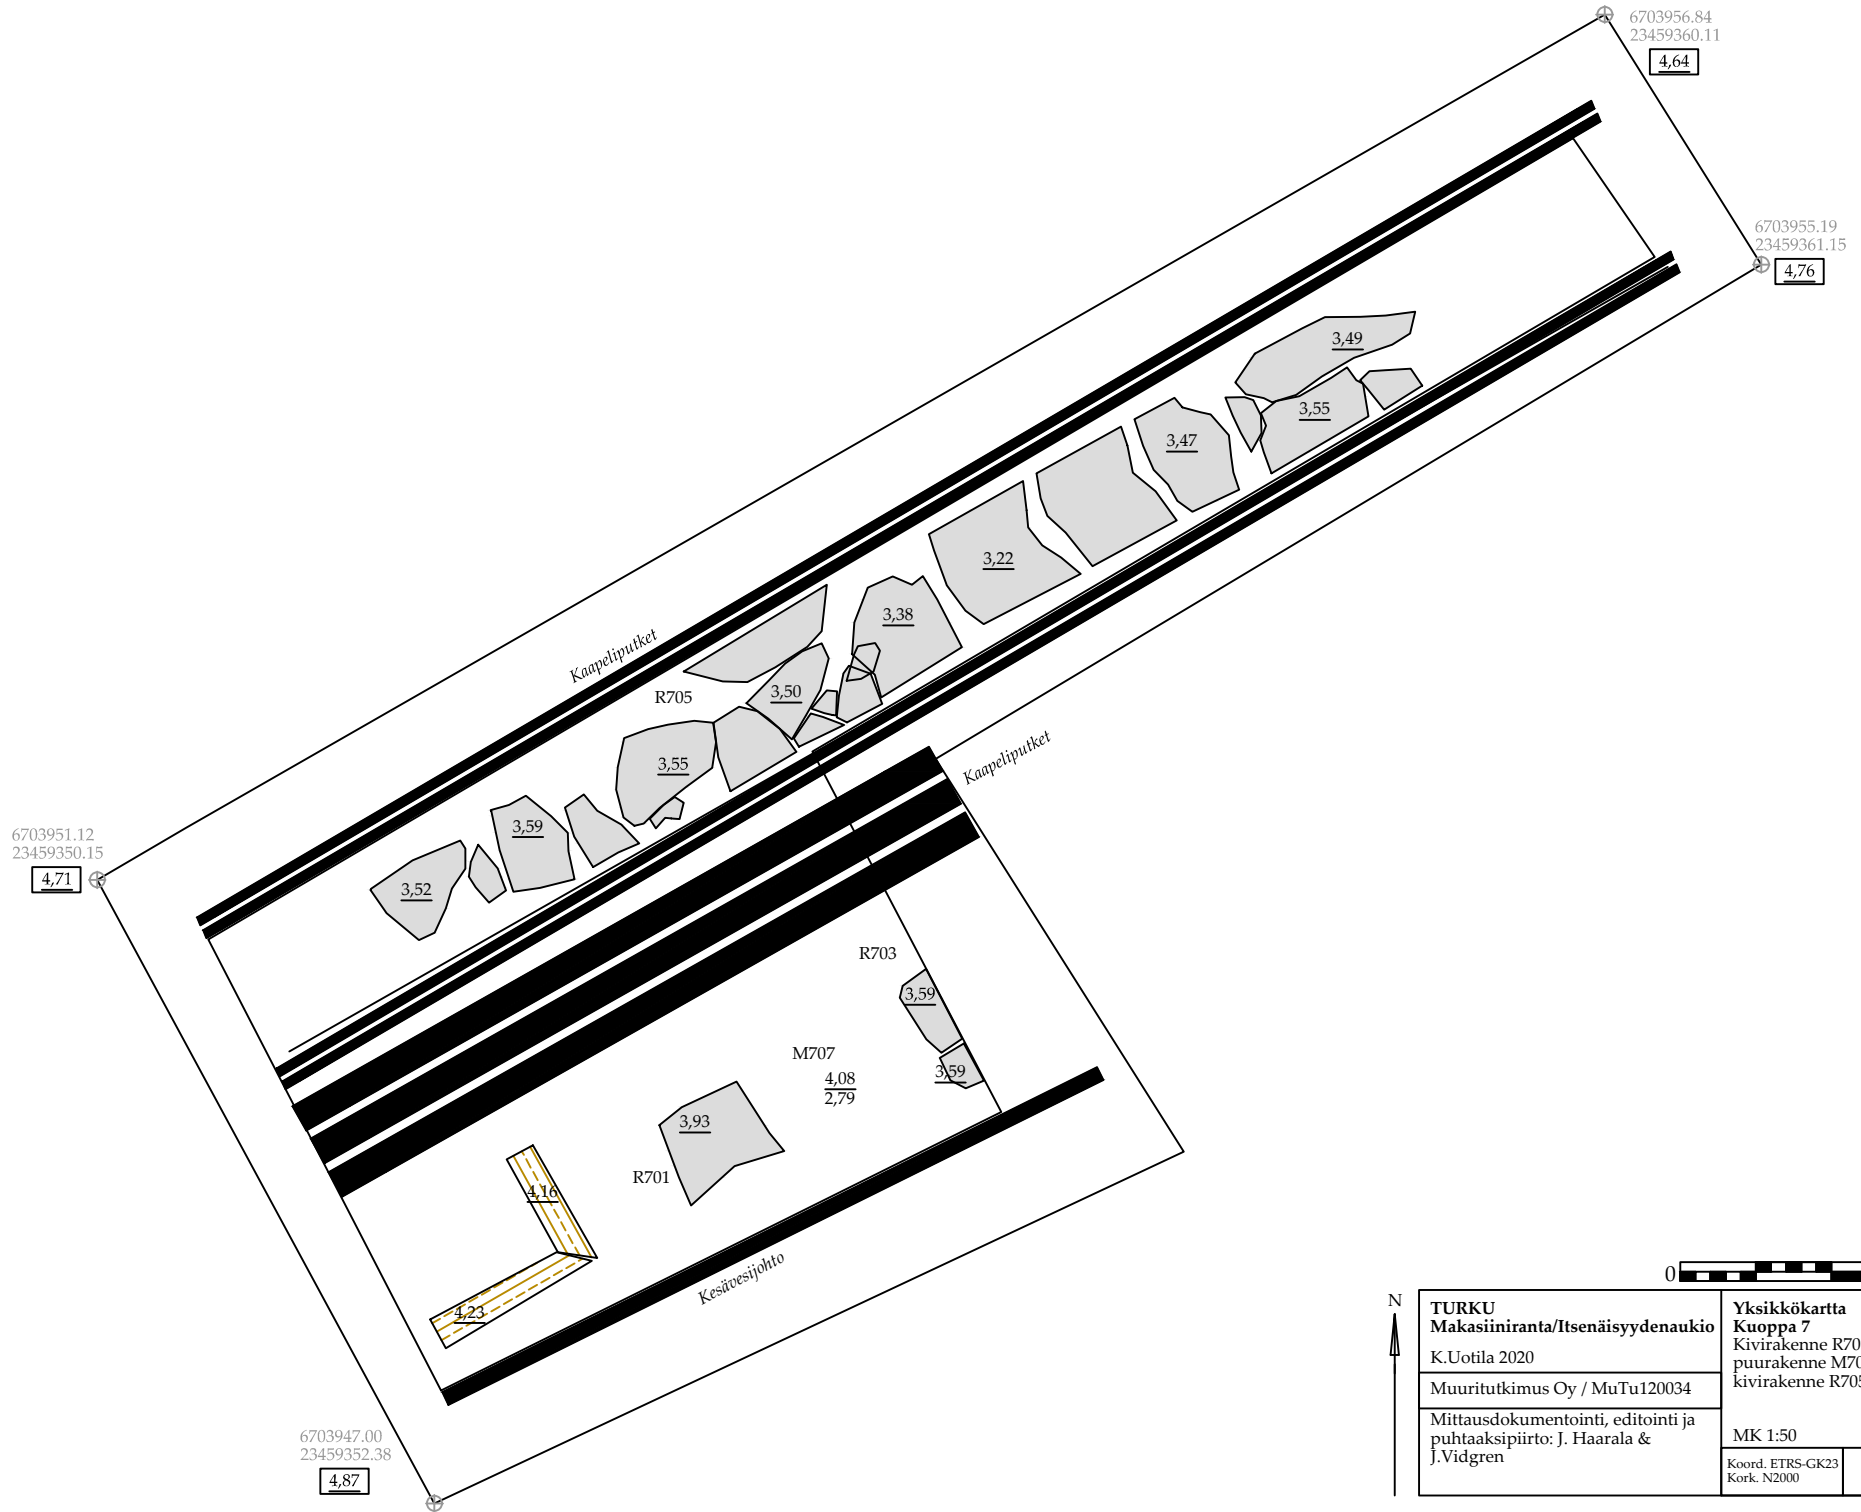 6703956.84
23459360.11
4,64
6703955.19
23459361.15
4,76
3,49
3,55
3,47
3,22
3,38
Kaapeliputket
R705
3,50
3,55
Kaapeliputket
3,59
3,52
6703951.12
23459350.15
4,71
R703
3,59
3,59
M707
4,08
2,79
3,93
R701
4,16
4,23
Kesävesijohto
6703947.00
23459352.38
4,87
0
N
TURKU
Makasiiniranta/Itsenäisyydenaukio
K.Uotila 2020
Muuritutkimus Oy / MuTu120034
Mittausdokumentointi, editointi ja
puhtaaksipiirto: J. Haarala &
J.Vidgren
Yksikkökartta
Kuoppa 7
Kivirakenne
puurakenne
kivirakenne
MK 1:50
Koord. ETRS-GK23
Kork. N2000